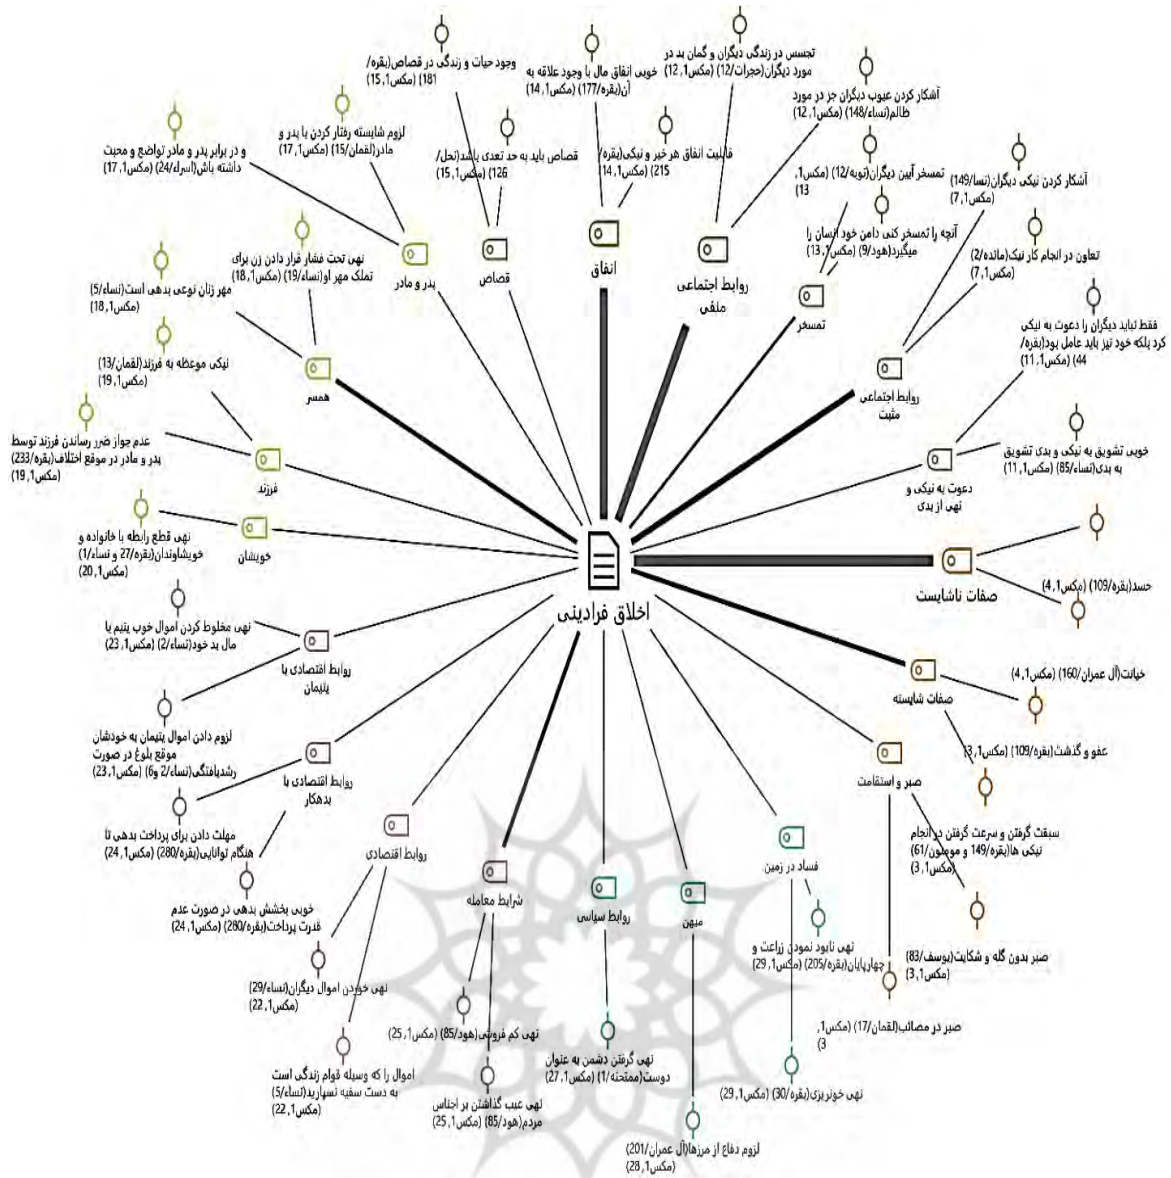 وجود حیات و زندگی در قصاص(بقره/
181) (مکس1, 15)
خوبی انفاق مال با وجود علاقه به
آن(بقره/177) (مکس1, 14)
تجسس در زندگی دیگران و گمان بد در
مورد دیگران(حجرات/12) (مکس1, 12)
آشکار کردن عیوب دیگران جز در مورد
ظالم(نساء/148) (مکس1, 12)
لزوم شایسته رفتار کردن با پدر و
مادر(لقمان/15) (مکس1, 17)
و در برابر پدر و مادر تواضع و محبت
داشته باش(اسراء/24) (مکس1, 17)
قصاص باید به حد تعدی باشد(نحل/
126) (مکس1, 15)
قابلیت انفاق هر خیر و نیکی(بقره/
215) (مکس1, 14)
تمسخر آیین دیگران(توبه/12) (مکس1,
13)
آشکار کردن نیکی دیگران(نسا/149)
(مکس1, 7)
آنچه را تمسخر کنی دامن خود انسان را
میگیرد(هود/9) (مکس1, 13)
تعاون در انجام کار نیک(مائده/2)
(مکس1, 7)
پدر و مادر
قصاص
انفاق
روابط اجتماعی
منفی
تمسخر
نهی تحت فشار قرار دادن زن برای
تملک مهر او(نساء/19) (مکس1, 18)
مهر زنان نوعی بدهی است(نساء/5)
(مکس1, 18)
فقط نباید دیگران را دعوت به نیکی
کرد بلکه خود نیز باید عامل بود(بقره/
44) (مکس1, 11)
همسر
روابط اجتماعی
مثبت
نیکی موعظه به فرزند(لقمان/13)
(مکس1, 19)
عدم جواز ضرر رساندن فرزند توسط
پدر و مادر در موقع اختلاف(بقره/233)
(مکس1, 19)
فرزند
دعوت به نیکی و
نهی از بدی
خوبی تشویق به نیکی و بدی تشویق
به بدی(نساء/85) (مکس1, 11)
خویشان
نهی قطع رابطه با خانواده و
خویشاوندان(بقره/27 و نساء/1)
(مکس1, 20)
صفات ناشایست
حسد(بقره/109) (مکس1, 4)
اخلاق فرادینی
نهی مخلوط کردن اموال خوب یتیم با
مال بد خود(نساء/2) (مکس1, 23)
روابط اقتصادی با
یتیمان
صفات شایسته
خیانت(آل عمران/160) (مکس1, 4)
لزوم دادن اموال یتیمان به خودشان
موقع بلوغ در صورت
رشدیافتگی(نساء/2 و6) (مکس1, 23)
عفو و گذشت(بقره/109) (مکس1, 3)
روابط اقتصادی با
بدهکار
صبر و استقامت
مهلت دادن برای پرداخت بدهی تا
هنگام توانایی(بقره/280) (مکس1, 24)
سبقت گرفتن و سرعت گرفتن در انجام
نیکی ها(بقره/149 و مومنون/61)
(مکس1, 3)
روابط اقتصادی
شرایط معامله
روابط سیاسی
میهن
فساد در زمین
خوبی بخشش بدهی در صورت عدم
قدرت پرداخت(بقره/280) (مکس1, 24)
نهی نابود نمودن زراعت و
چهارپایان(بقره/205) (مکس1, 29)
صبر بدون گله و شکایت(یوسف/83)
(مکس1, 3)
نهی خوردن اموال دیگران(نساء/29)
(مکس1, 22)
نهی کم فروشی(هود/85) (مکس1, 25)
صبر در مصائب(لقمان/17) (مکس1,
3)
نهی گرفتن دشمن به عنوان
دوست(ممتحنه/1) (مکس1, 27)
اموال را که وسیله قوام زندگی است
به دست سفیه نسپارید(نساء/5)
(مکس1, 22)
نهی عیب گذاشتن بر اجناس
مردم(هود/85) (مکس1, 25)
نهی خونریزی(بقره/30) (مکس1, 29)
لزوم دفاع از مرزها(آل عمران/201)
(مکس1, 28)